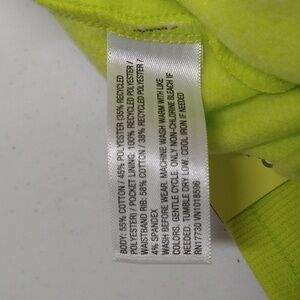 BODY: 55% COTTON / 45% POLYESTER (35% RECYCLED
POLYESTER) / POCKET LINING: 100% RECYCLED POLYESTER /
WAISTBAND RIB: 58% COTTON / 38% RECYCLED POLYESTER /
4% SPANDEX
WASH BEFORE WEAR. MACHINE WASH WARM WITH LIKE
COLORS, GENTLE CYCLE. ONLY NON-CHLORINE BLEACH IF
NEEDED. TUMBLE DRY LOW. COOL IRON IF NEEDED
RN17730 VN 018506